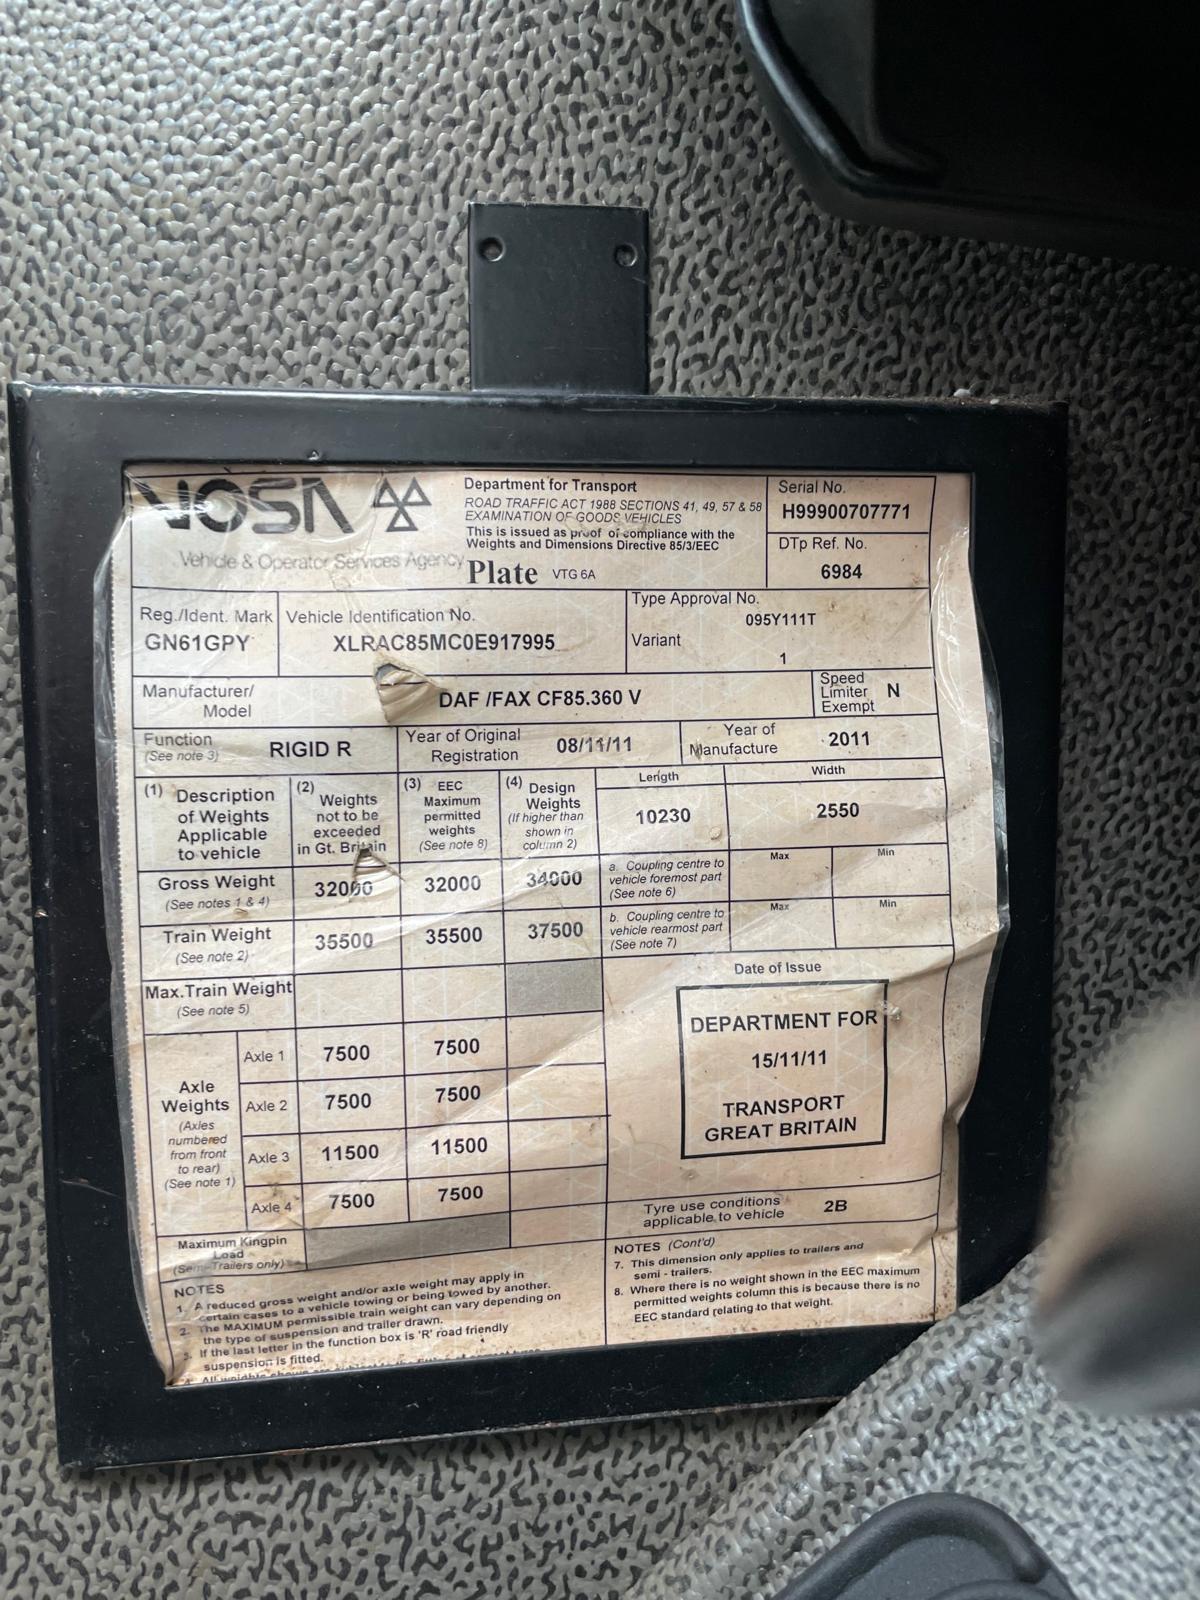 VOSA
Vehicle & Operator Services Agency
Department for Transport
ROAD TRAFFIC ACT 1988 SECTIONS 41, 49, 57 & 58
EXAMINATION OF GOODS VEHICLES
This is issued as proof of compliance with the
Weights and Dimensions Directive 85/3/EEC
Plate VTG 6A
Serial No.
H99900707771
DTp Ref. No.
6984
Reg./Ident. Mark
GN61GPY
Vehicle Identification No.
XLRAC85MC0E917995
Type Approval No.
095Y111T
Variant
1
Manufacturer/
Model
DAF /FAX CF85.360 V
Speed
Limiter
Exempt
N
Function
(See note 3)
RIGID R
Year of Original
Registration
08/11/11
Year of
Manufacture
2011
(1) Description
of Weights
Applicable
to vehicle
(2)
Weights
not to be
exceeded
in Gt. Britain
(3) EEC
Maximum
permitted
weights
(See note 8)
(4) Design
Weights
(If higher than
shown in
column 2)
Length
10230
Width
2550
Gross Weight
(See notes 1 & 4)
32000
32000
34000
a. Coupling centre to
vehicle foremost part
(See note 6)
Max
Min
Train Weight
(See note 2)
35500
35500
37500
b. Coupling centre to
vehicle rearmost part
(See note 7)
Max
Min
Max.Train Weight
(See note 5)
Date of Issue
DEPARTMENT FOR
15/11/11
TRANSPORT
GREAT BRITAIN
Axle
Weights
(Axles
numbered
from front
to rear)
(See note 1)
Axle 1
7500
7500
Axle 2
7500
7500
Axle 3
11500
11500
Axle 4
7500
7500
Tyre use conditions
applicable to vehicle
2B
Maximum Kingpin
Load
(Semi-Trailers only)
NOTES
1. A reduced gross weight and/or axle weight may apply in
certain cases to a vehicle towing or being towed by another.
2. The MAXIMUM permissible train weight can vary depending on
the type of suspension and trailer drawn.
3. If the last letter in the function box is 'R' road friendly
suspension is fitted.
All weights shown are subject to the
NOTES (Cont'd)
7. This dimension only applies to trailers and
semi - trailers.
8. Where there is no weight shown in the EEC maximum
permitted weights column this is because there is no
EEC standard relating to that weight.